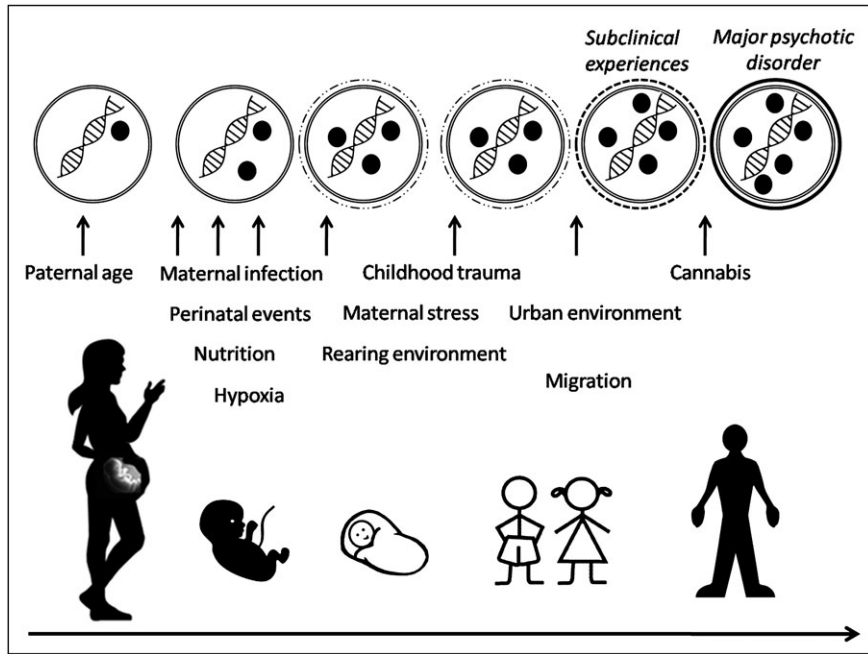 Subclinical
experiences
Major psychotic
disorder
Paternal age
Maternal infection
Childhood trauma
Cannabis
Perinatal events
Maternal stress
Urban environment
Nutrition
Rearing environment
Hypoxia
Migration